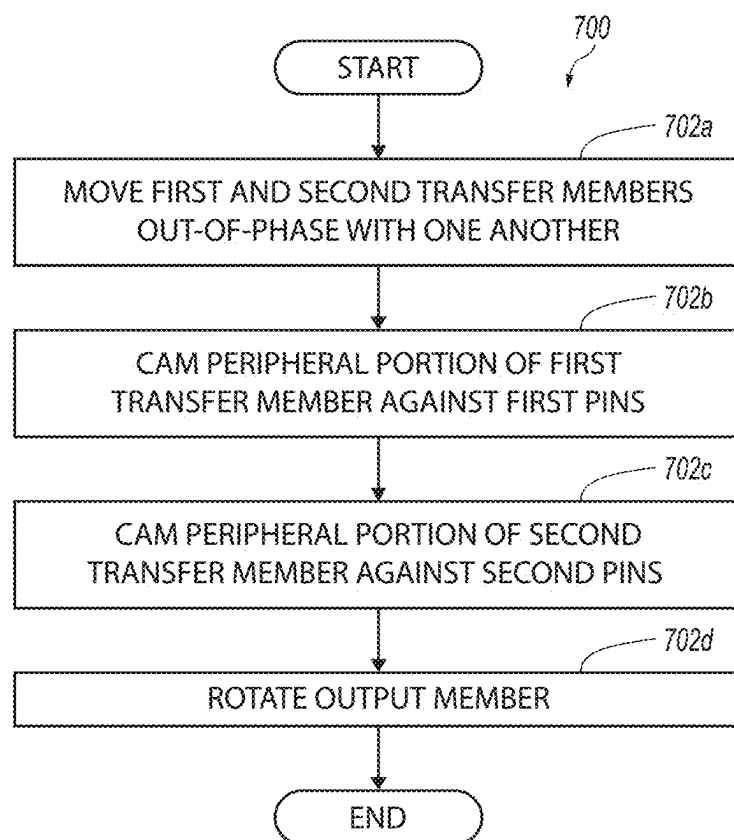 700
START
702a
MOVE FIRST AND SECOND TRANSFER MEMBERS
OUT-OF-PHASE WITH ONE ANOTHER
702b
CAM PERIPHERAL PORTION OF FIRST
TRANSFER MEMBER AGAINST FIRST PINS
702c
CAM PERIPHERAL PORTION OF SECOND
TRANSFER MEMBER AGAINST SECOND PINS
702d
ROTATE OUTPUT MEMBER
END